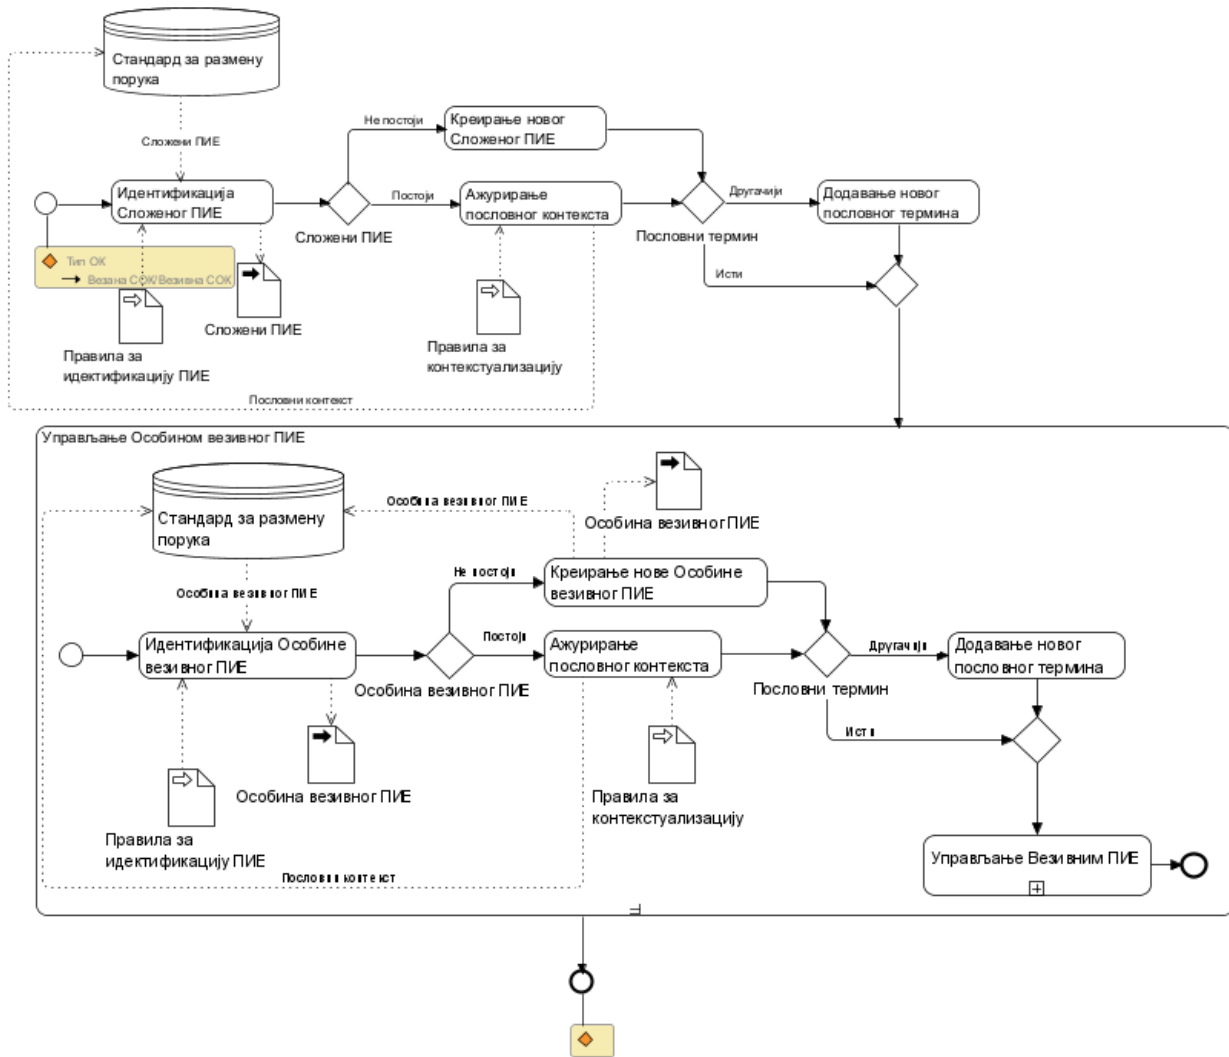 Стандард за размену
поруka
Сложени ПИЕ
Не постоји
Креирање новог
Сложеног ПИЕ
Идентификација
Сложеног ПИЕ
Сложени ПИЕ
Постоји
Ажурирање
пословног контекста
Пословни термин
Другачији
Додавање новог
пословног термина
Исти
Тип ОК
Везана СОК/Везивна СОК
Сложени ПИЕ
Правила за
идектификацију ПИЕ
Правила за
контекстуализацију
Пословни контекст
Управљање Особином везивног ПИЕ
Стандард за размену
порука
Особина везивног ПИЕ
Особина везивног ПИЕ
Особина везивног ПИЕ
Не постоји
Креирање нове Особине
везивног ПИЕ
Идентификација Особине
везивног ПИЕ
Особина везивног ПИЕ
Постоји
Ажурирање
пословног контекста
Пословни термин
Другачији
Додавање новог
пословног термина
Исти
Особина везивног ПИЕ
Правила за
идектификацију ПИЕ
Правила за
контекстуализацију
Пословни контекст
Управљање Везивним ПИЕ